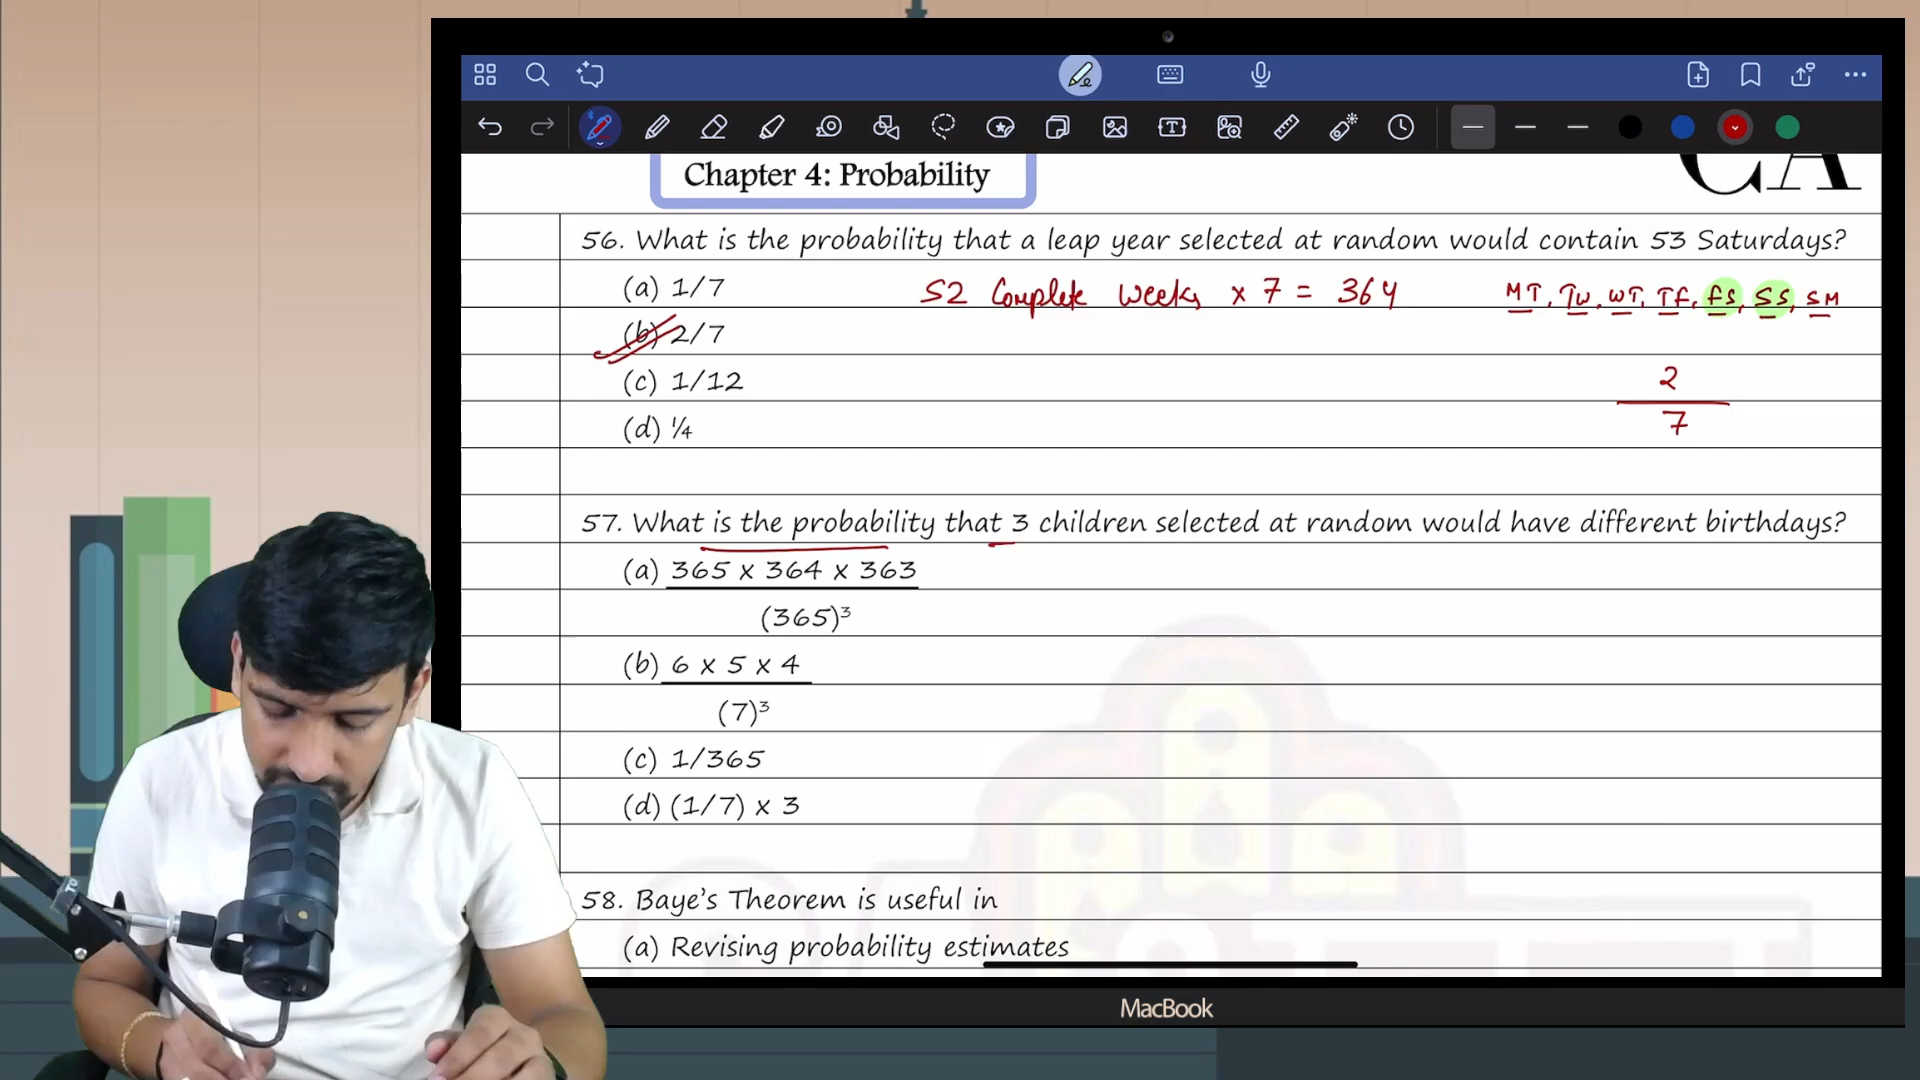 Chapter 4: Probability
CA
56. What is the probability that a leap year selected at random would contain 53 Saturdays?
(a) 1/7
52 Complete weeks x 7 = 364
MT, TW, WT, TF, FS, SS, SM
(b) 2/7
(c) 1/12
2
7
(d) ¼
57. What is the probability that 3 children selected at random would have different birthdays?
(a) 365 x 364 x 363
(365)³
(b) 6 x 5 x 4
(7)³
(c) 1/365
(d) (1/7) x 3
58. Baye's Theorem is useful in
(a) Revising probability estimates
MacBook